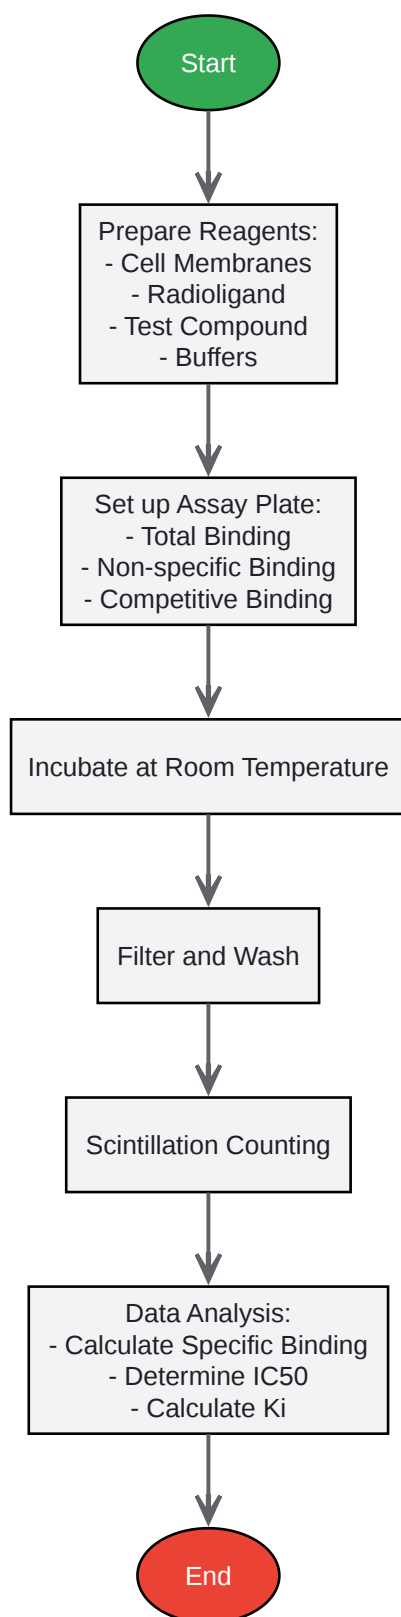 Start
Prepare Reagents:
- Cell Membranes
- Radioligand
- Test Compound
- Buffers
Set up Assay Plate:
- Total Binding
- Non-specific Binding
- Competitive Binding
Incubate at Room Temperature
Filter and Wash
Scintillation Counting
Data Analysis:
- Calculate Specific Binding
- Determine IC50
- Calculate Ki
End